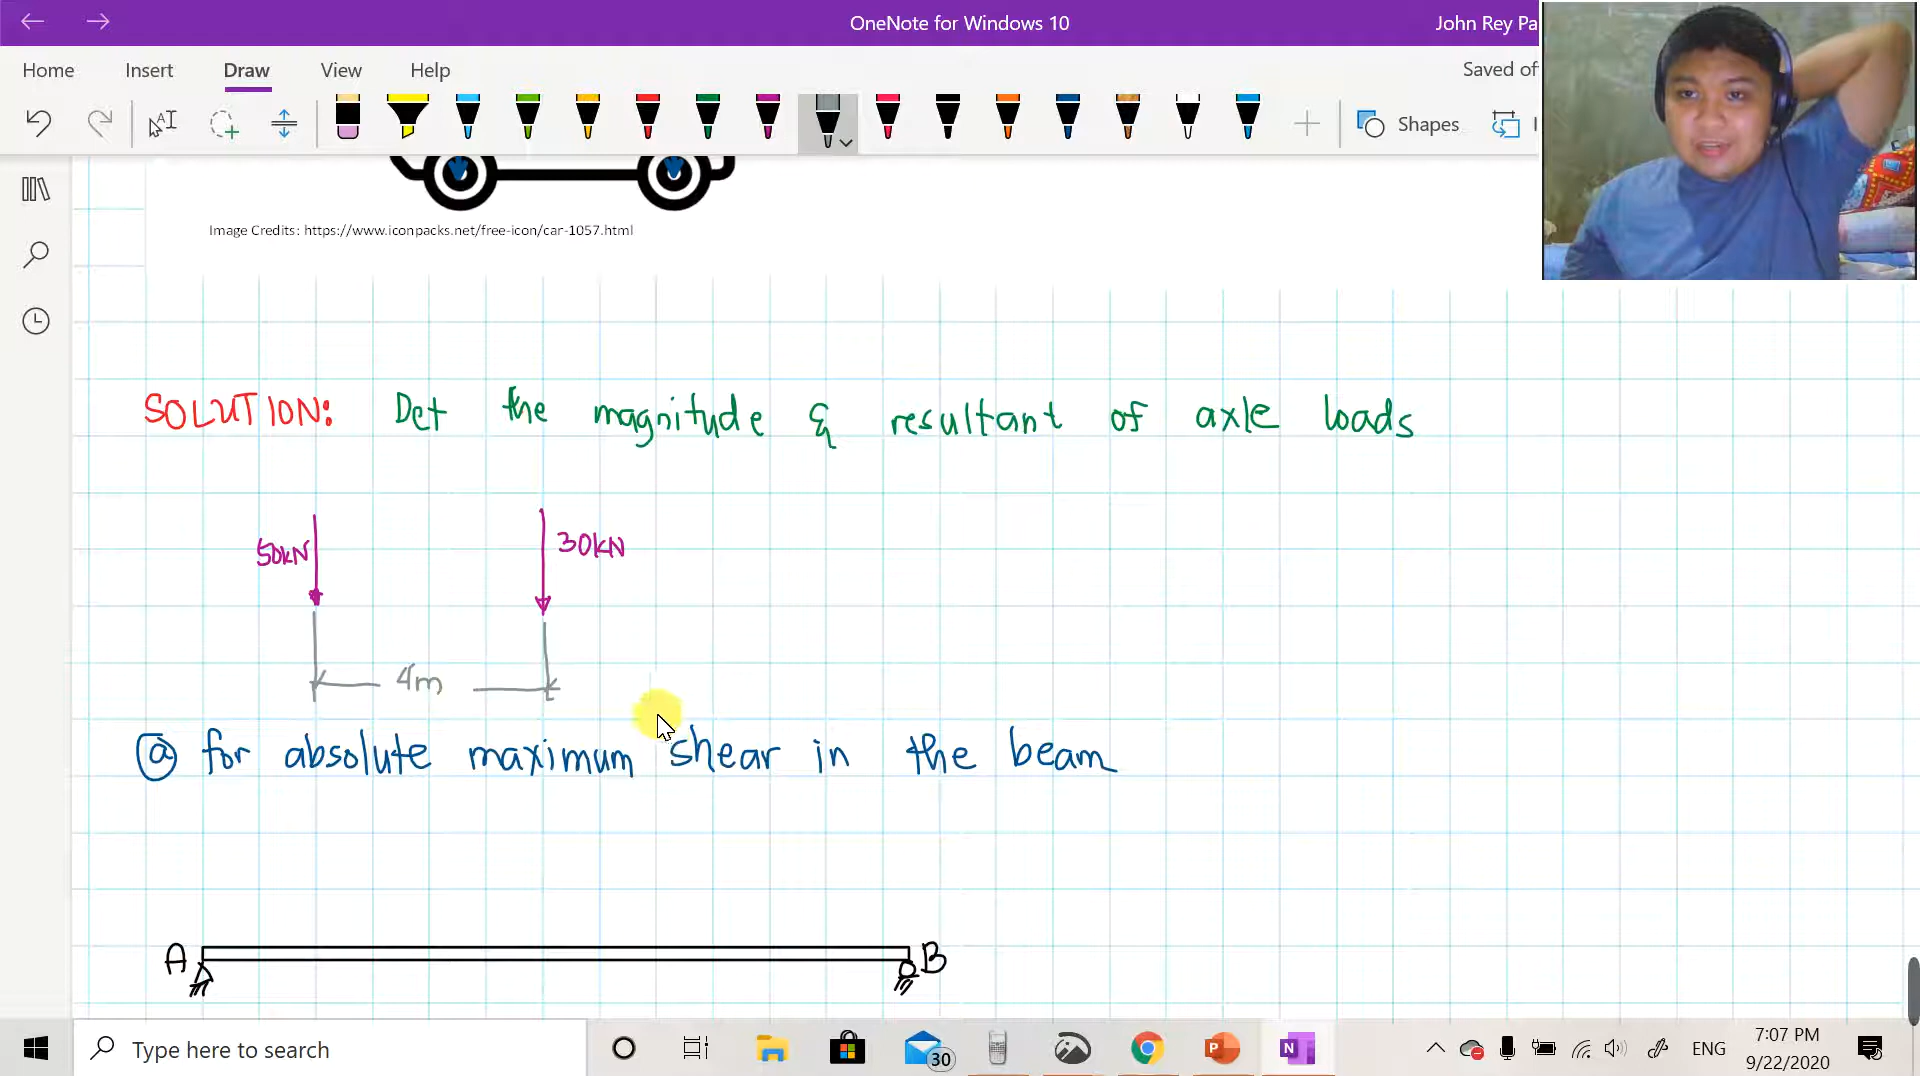 OneNote for Windows 10
John Rey Pa
Home Insert Draw View Help
Saved of
Shapes
Image Credits: https://www.iconpacks.net/free-icon/car-1057.html
SOLUTION: Det the magnitude & resultant of axle loads
50kN
30kN
4m
(a) for absolute maximum shear in the beam
A
B
Type here to search
30
ENG
7:07 PM
9/22/2020